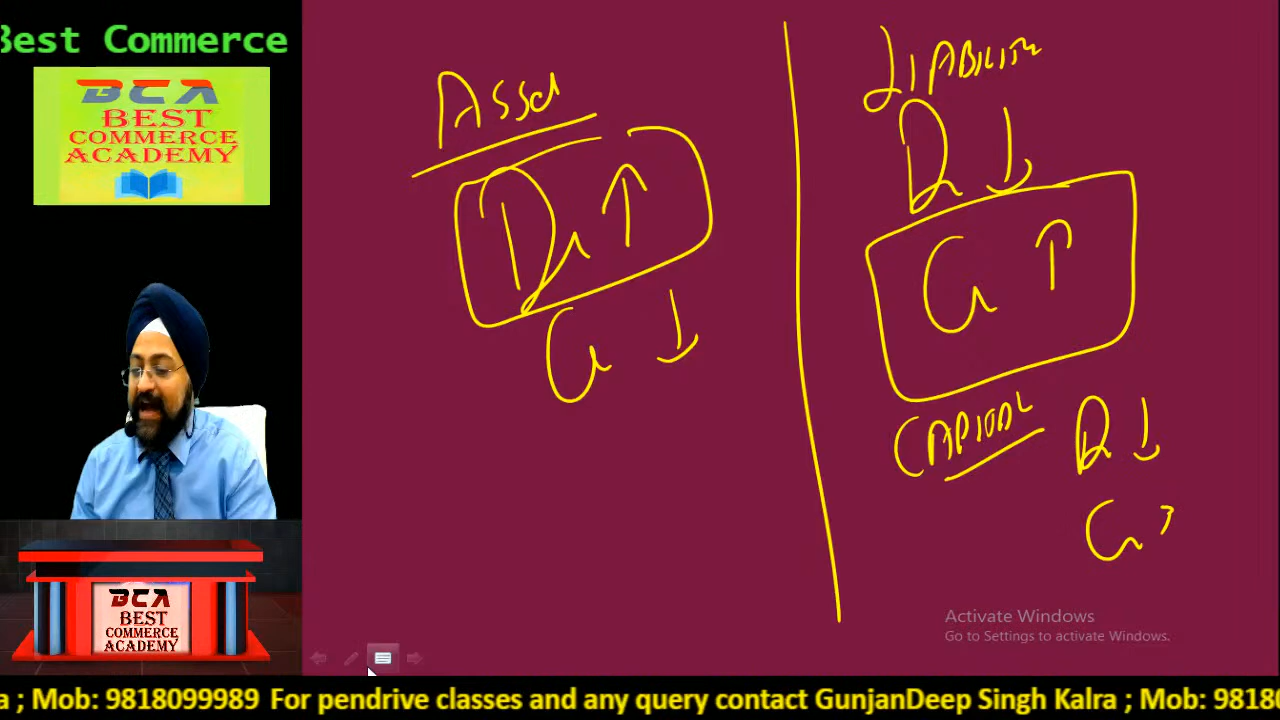 Best Commerce
BCA
BEST
COMMERCE
ACADEMY
Asset
Dr ↑
Cr ↓
LIABILITY
Dr ↓
Cr ↑
CAPITAL Dr ↓
Cr
BCA
BEST
COMMERCE
ACADEMY
Activate Windows
Go to Settings to activate Windows.
a ; Mob: 9818099989 For pendrive classes and any query contact GunjanDeep Singh Kalra ; Mob: 9818